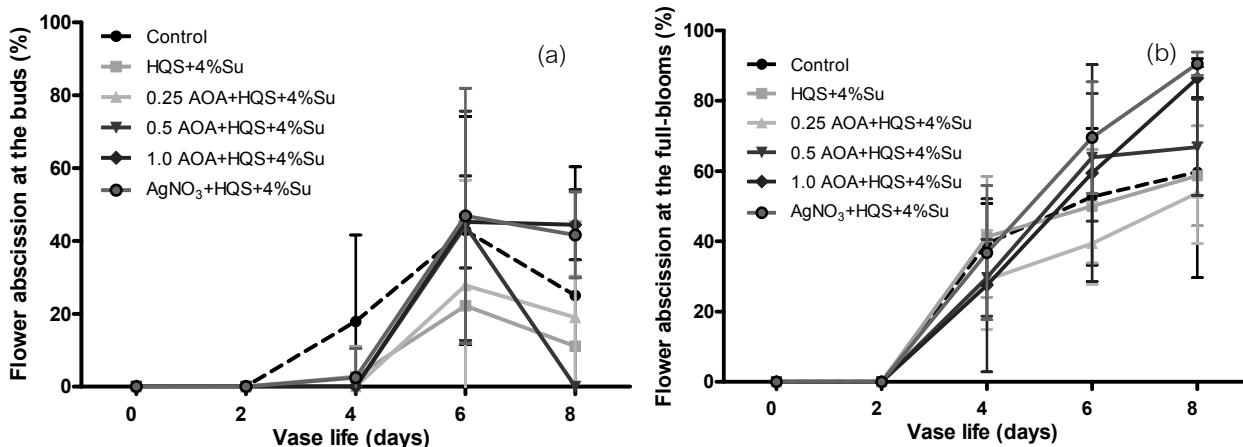 Flower abscission at the buds (%)
100
80
60
40
20
0
Control
HQS+4%Su
0.25 AOA+HQS+4%Su
0.5 AOA+HQS+4%Su
1.0 AOA+HQS+4%Su
AgNO₃+HQS+4%Su
(a)
0 2 4 6 8
Vase life (days)
Flower abscission at the full-blooms (%)
100
80
60
40
20
0
Control
HQS+4%Su
0.25 AOA+HQS+4%Su
0.5 AOA+HQS+4%Su
1.0 AOA+HQS+4%Su
AgNO₃+HQS+4%Su
(b)
0 2 4 6 8
Vase life (days)